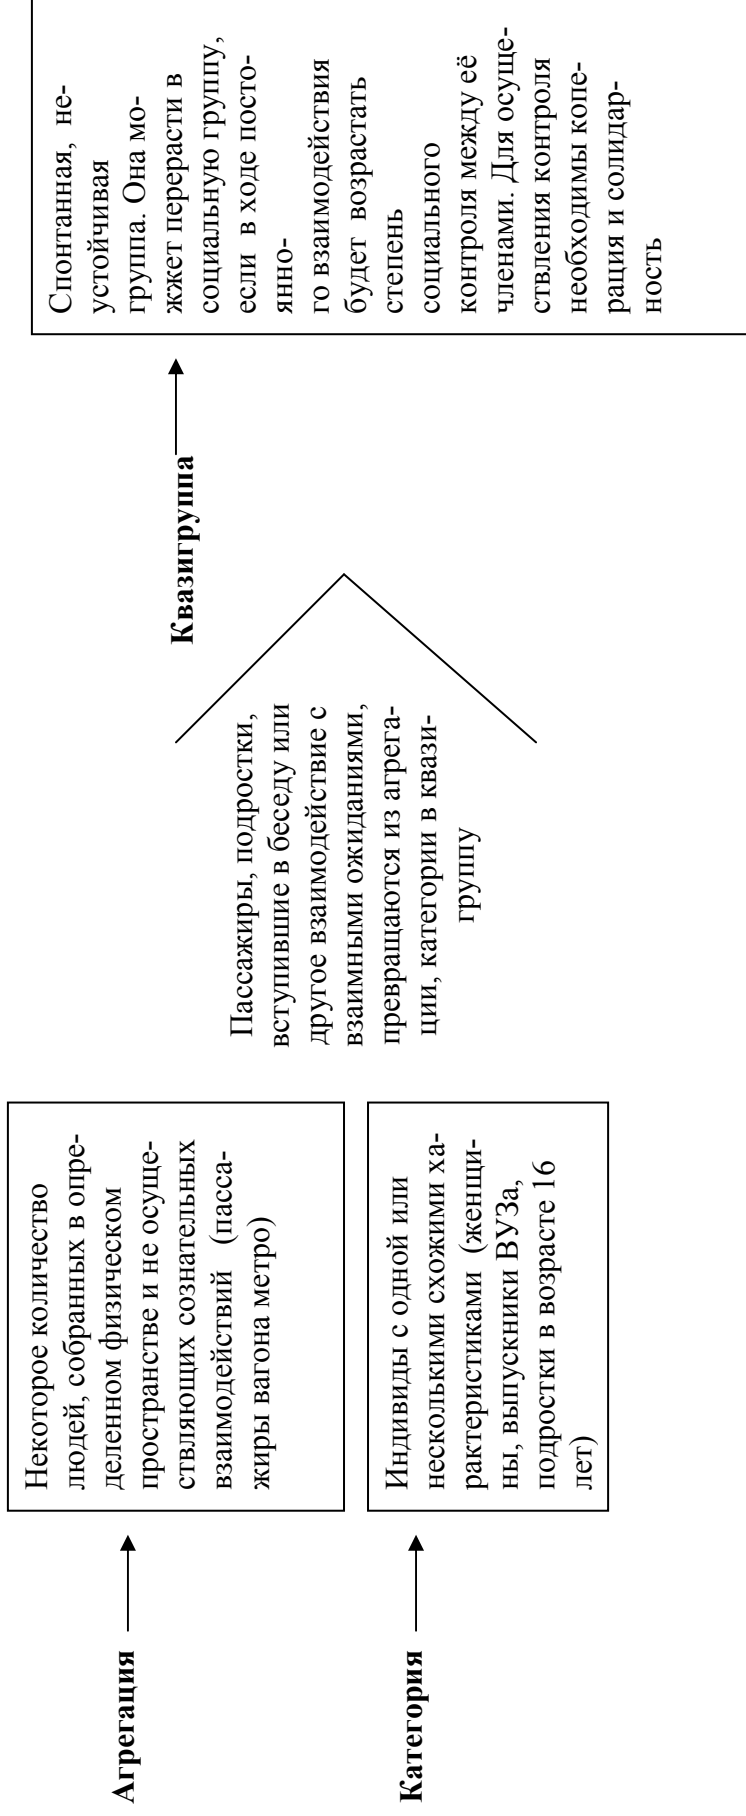 Агрегация
Некоторое количество
людей, собранных в опре-
деленном физическом
пространстве и не осуще-
ствляющих сознательных
взаимодействий (пасса-
жиры вагона метро)
Категория
Индивиды с одной или
несколькими схожими ха-
рактеристиками (женщи-
ны, выпускники ВУЗа,
подростки в возрасте 16
лет)
Пассажиры, подростки,
вступившие в беседу или
другое взаимодействие с
взаимными ожиданиями,
превращаются из агрега-
ции, категории в квази-
группу
Квазигруппа
Спонтанная, не-
устойчивая
группа. Она мо-
жжет перерасти в
социальную группу,
если в ходе посто-
янно-
го взаимодействия
будет возрастать
степень
социального
контроля между её
членами. Для осуще-
ствления контроля
необходимы копе-
рация и солидар-
ность